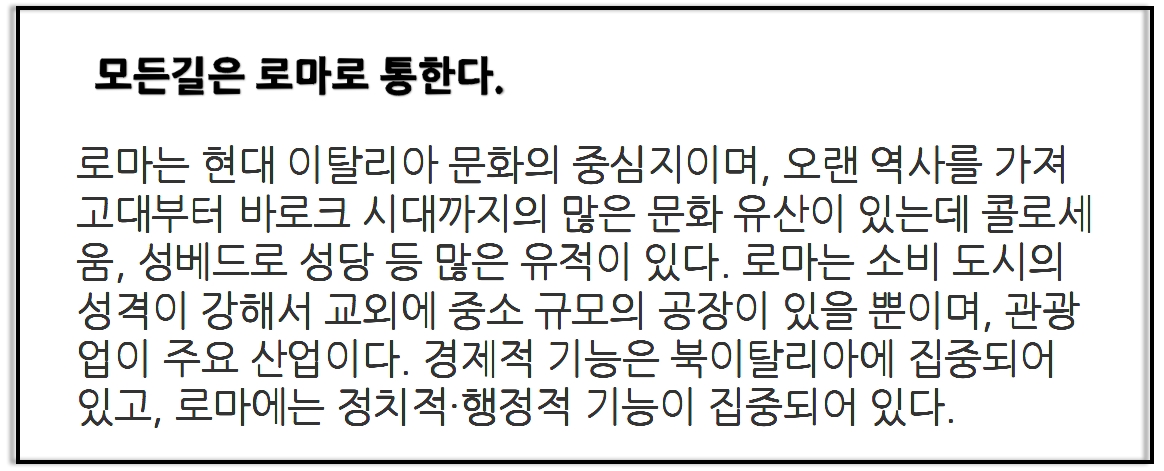 모든길은 로마로 통한다.
로마는 현대 이탈리아 문화의 중심지이며, 오랜 역사를 가져
고대부터 바로크 시대까지의 많은 문화 유산이 있는데 콜로세
움, 성베드로 성당 등 많은 유적이 있다. 로마는 소비 도시의
성격이 강해서 교외에 중소 규모의 공장이 있을 뿐이며, 관광
업이 주요 산업이다. 경제적 기능은 북이탈리아에 집중되어
있고, 로마에는 정치적·행정적 기능이 집중되어 있다.